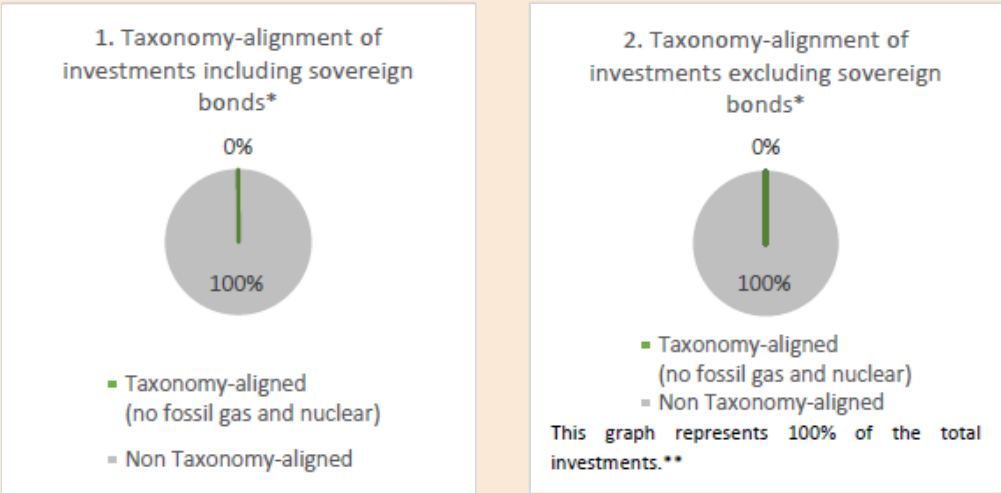 1. Taxonomy-alignment of
investments including sovereign
bonds*
0%
100%
Taxonomy-aligned
(no fossil gas and nuclear)
Non Taxonomy-aligned
2. Taxonomy-alignment of
investments excluding sovereign
bonds*
0%
100%
Taxonomy-aligned
(no fossil gas and nuclear)
Non Taxonomy-aligned
This graph represents 100% of the total
investments.**